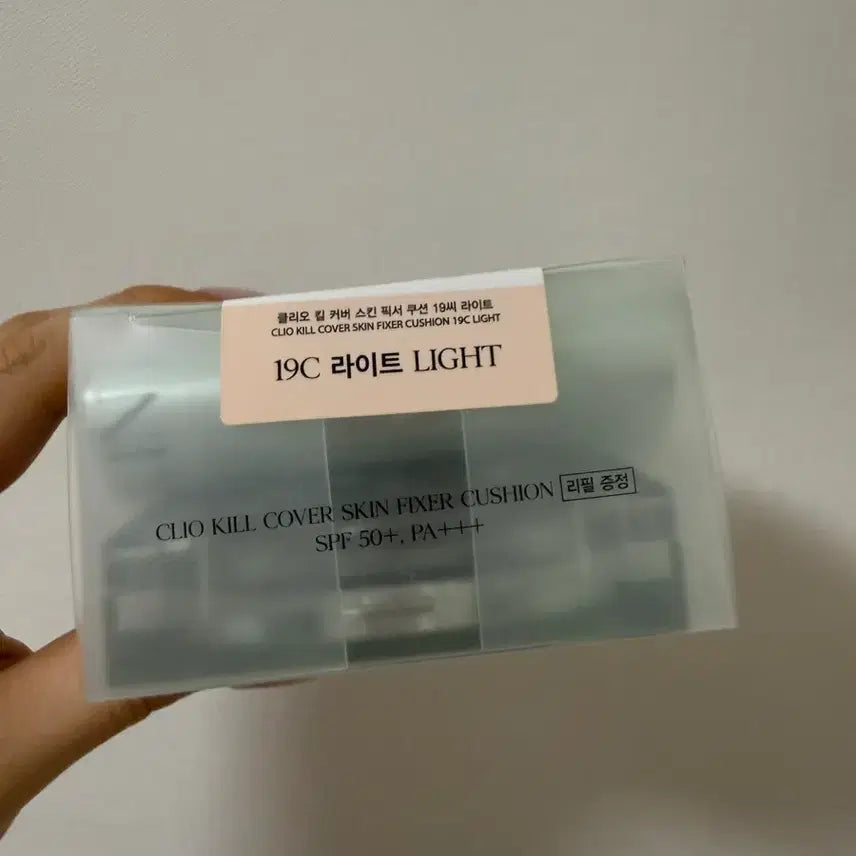 클리오 킬 커버 스킨 픽서 쿠션 19씨 라이트
CLIO KILL COVER SKIN FIXER CUSHION 19C LIGHT
19C 라이트 LIGHT
CLIO KILL COVER SKIN FIXER CUSHION 리필 증정
SPF 50+, PA+++